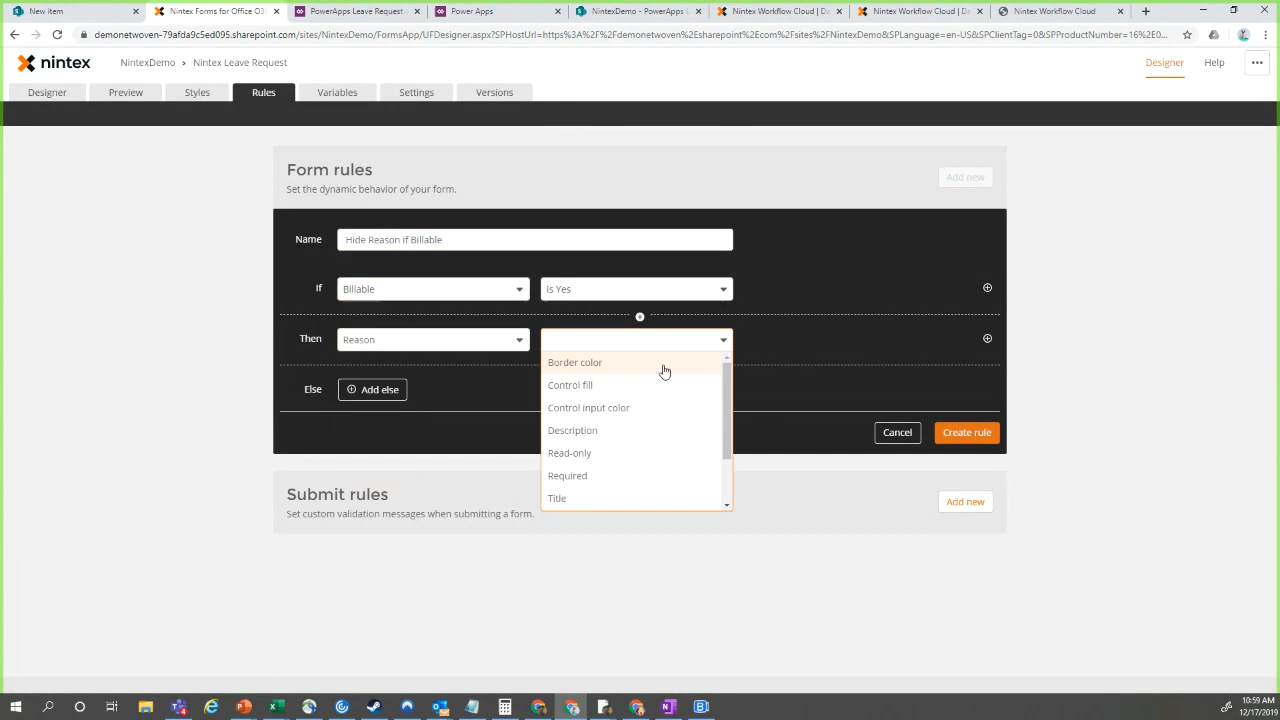 New item
Nintex Forms for Office O3
PowerApps Leave Request
Power Apps
NintexDemo - PowerApps L
Nintex Workflow Cloud | Da
Nintex Workflow Cloud | Da
Nintex Workflow Cloud
demonetwoven-79afda9c5ed095.sharepoint.com/sites/NintexDemo/FormsApp/UFDesigner.aspx?SPHostUrl=https%3A%2F%2Fdemonetwoven%2Esharepoint%2Ecom%2Fsites%2FNintexDemo&SPLanguage=en-US&SPClientTag=0&SPProductNumber=16%2E0...
nintex
NintexDemo > Nintex Leave Request
Designer
Help
Designer
Preview
Styles
Rules
Variables
Settings
Versions
Form rules
Set the dynamic behavior of your form.
Add new
Name
Hide Reason if Billable
If
Billable
Is Yes
Then
Reason
Border color
Control fill
Control input color
Description
Read-only
Required
Title
Else
Add else
Cancel
Create rule
Submit rules
Set custom validation messages when submitting a form.
Add new
10:59 AM
12/17/2019